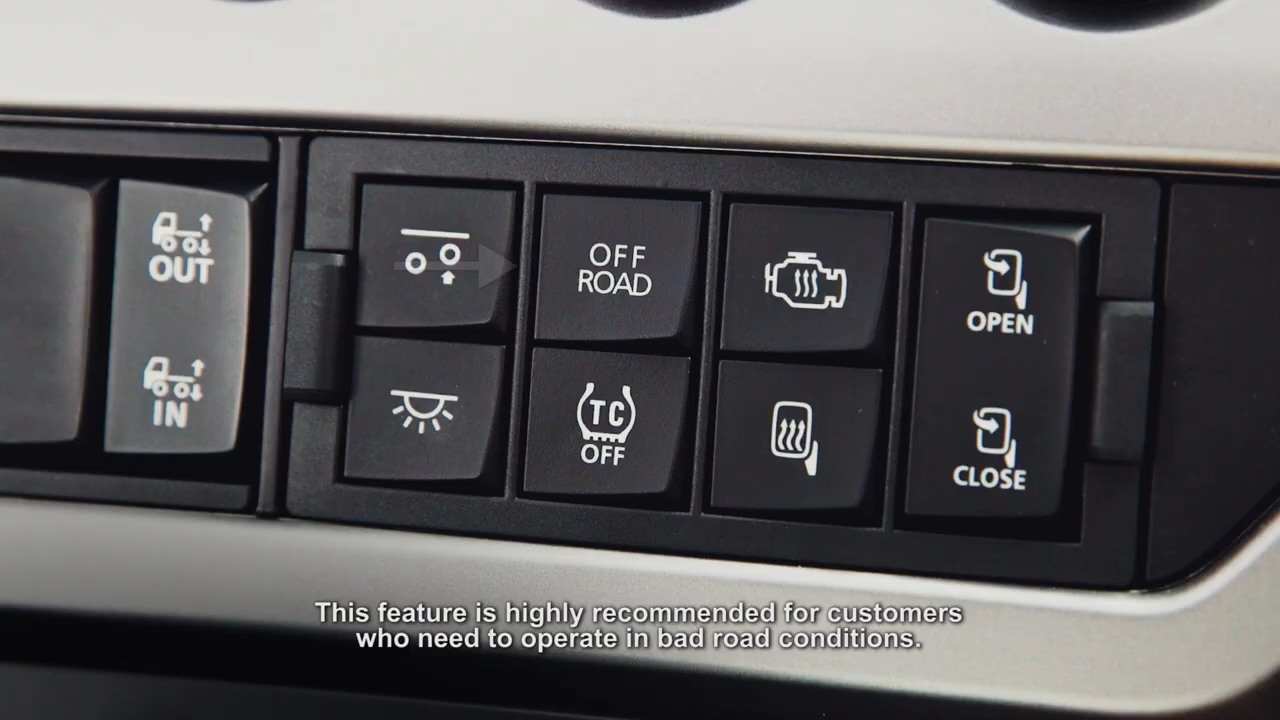 OUT
IN
OFF
ROAD
TC
OFF
OPEN
CLOSE
This feature is highly recommended for customers
who need to operate in bad road conditions.